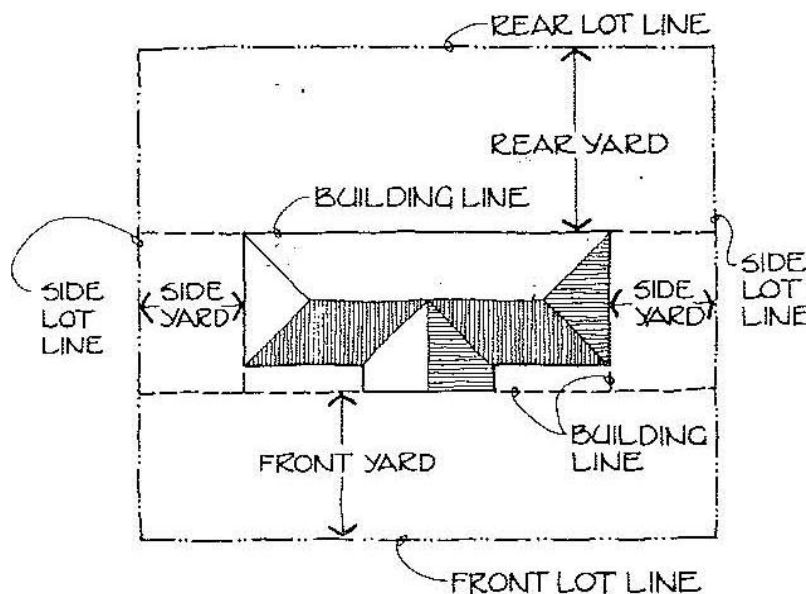 REAR LOT LINE
REAR YARD
BUILDING LINE
SIDE
LOT
LINE
SIDE
YARD
SIDE
YARD
SIDE
LOT
LINE
FRONT YARD
BUILDING
LINE
FRONT LOT LINE